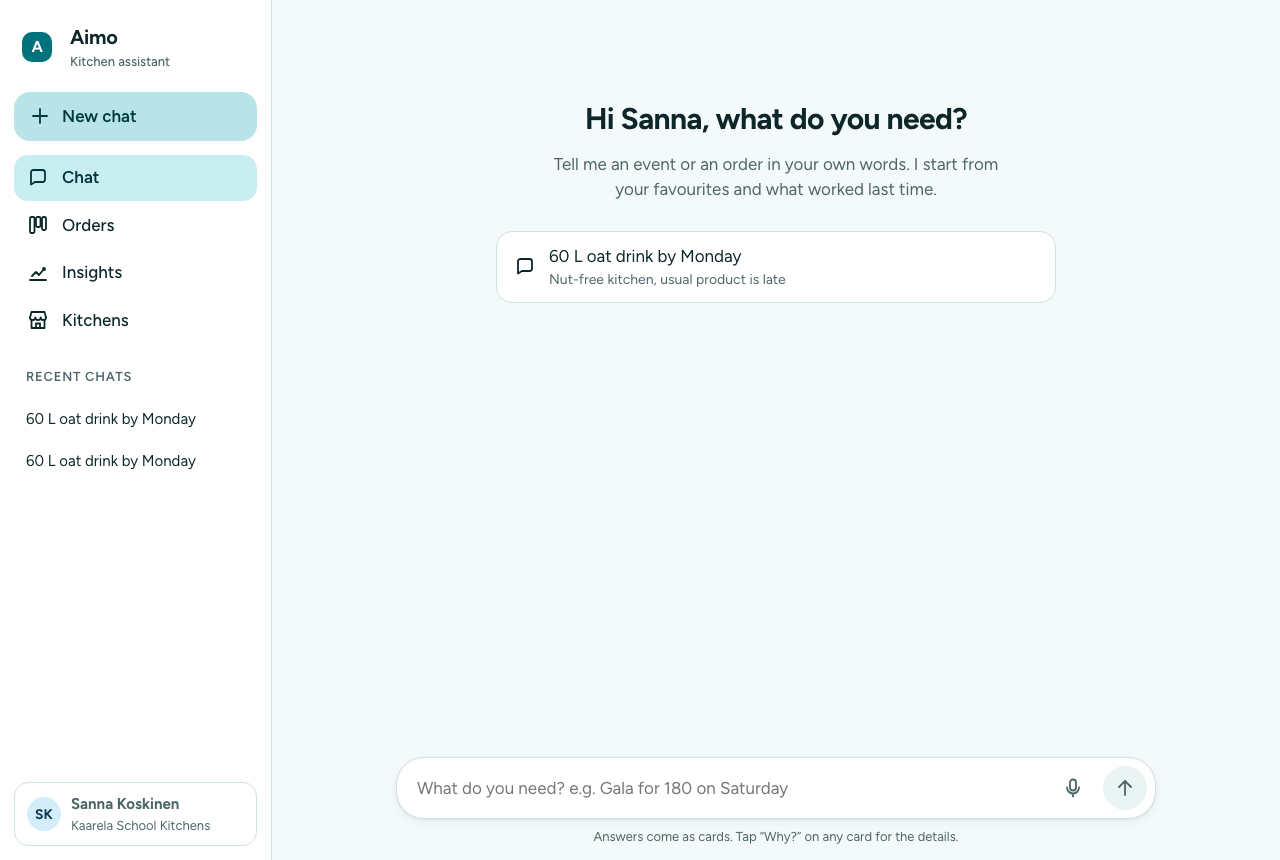 A
Aimo
Kitchen assistant
New chat
Chat
Orders
Insights
Kitchens
RECENT CHATS
60 L oat drink by Monday
60 L oat drink by Monday
SK
Sanna Koskinen
Kaarela School Kitchens
Hi Sanna, what do you need?
Tell me an event or an order in your own words. I start from
your favourites and what worked last time.
60 L oat drink by Monday
Nut-free kitchen, usual product is late
What do you need? e.g. Gala for 180 on Saturday
Answers come as cards. Tap “Why?” on any card for the details.